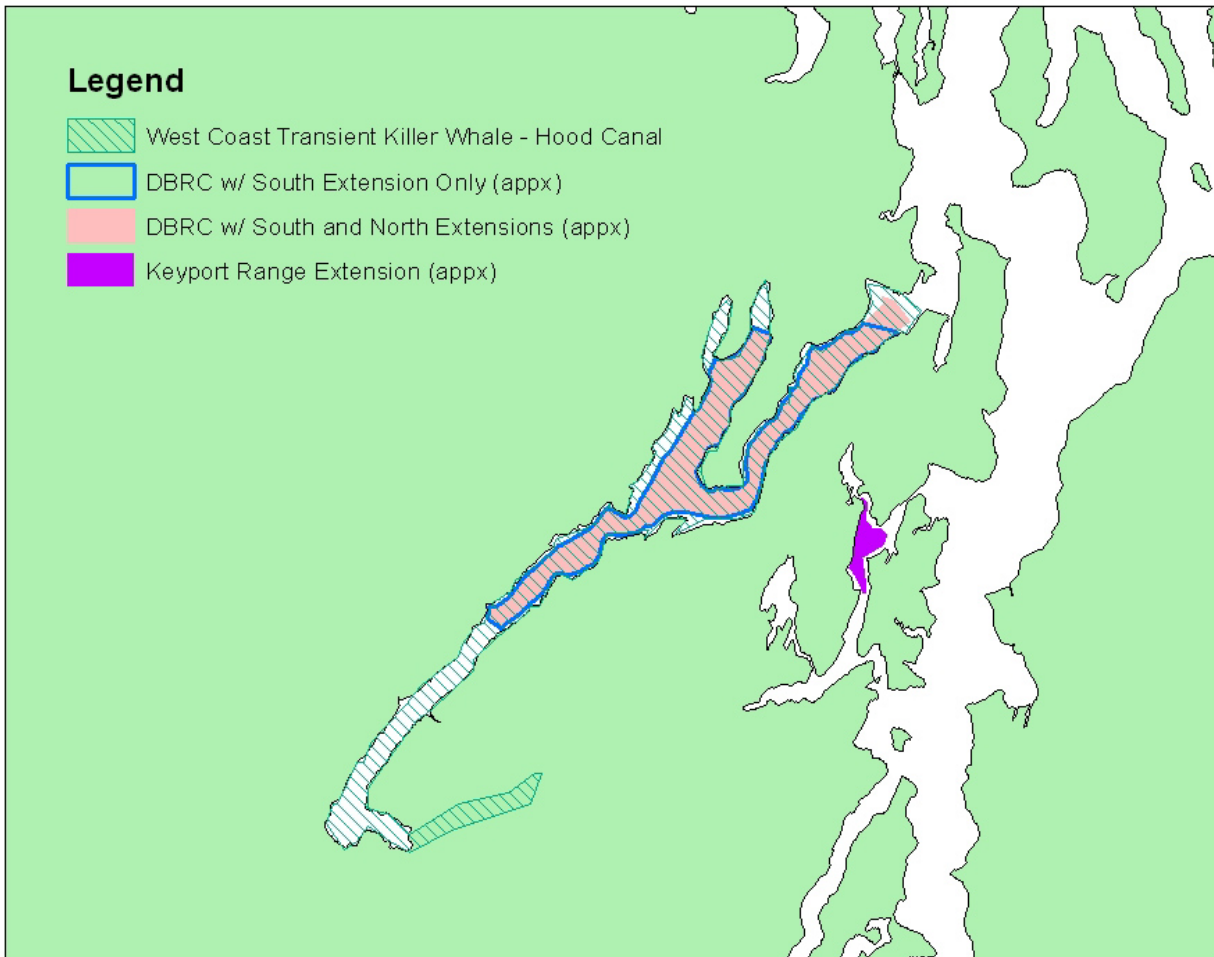 Legend
West Coast Transient Killer Whale - Hood Canal
DBRC w/ South Extension Only (appx)
DBRC w/ South and North Extensions (appx)
Keyport Range Extension (appx)